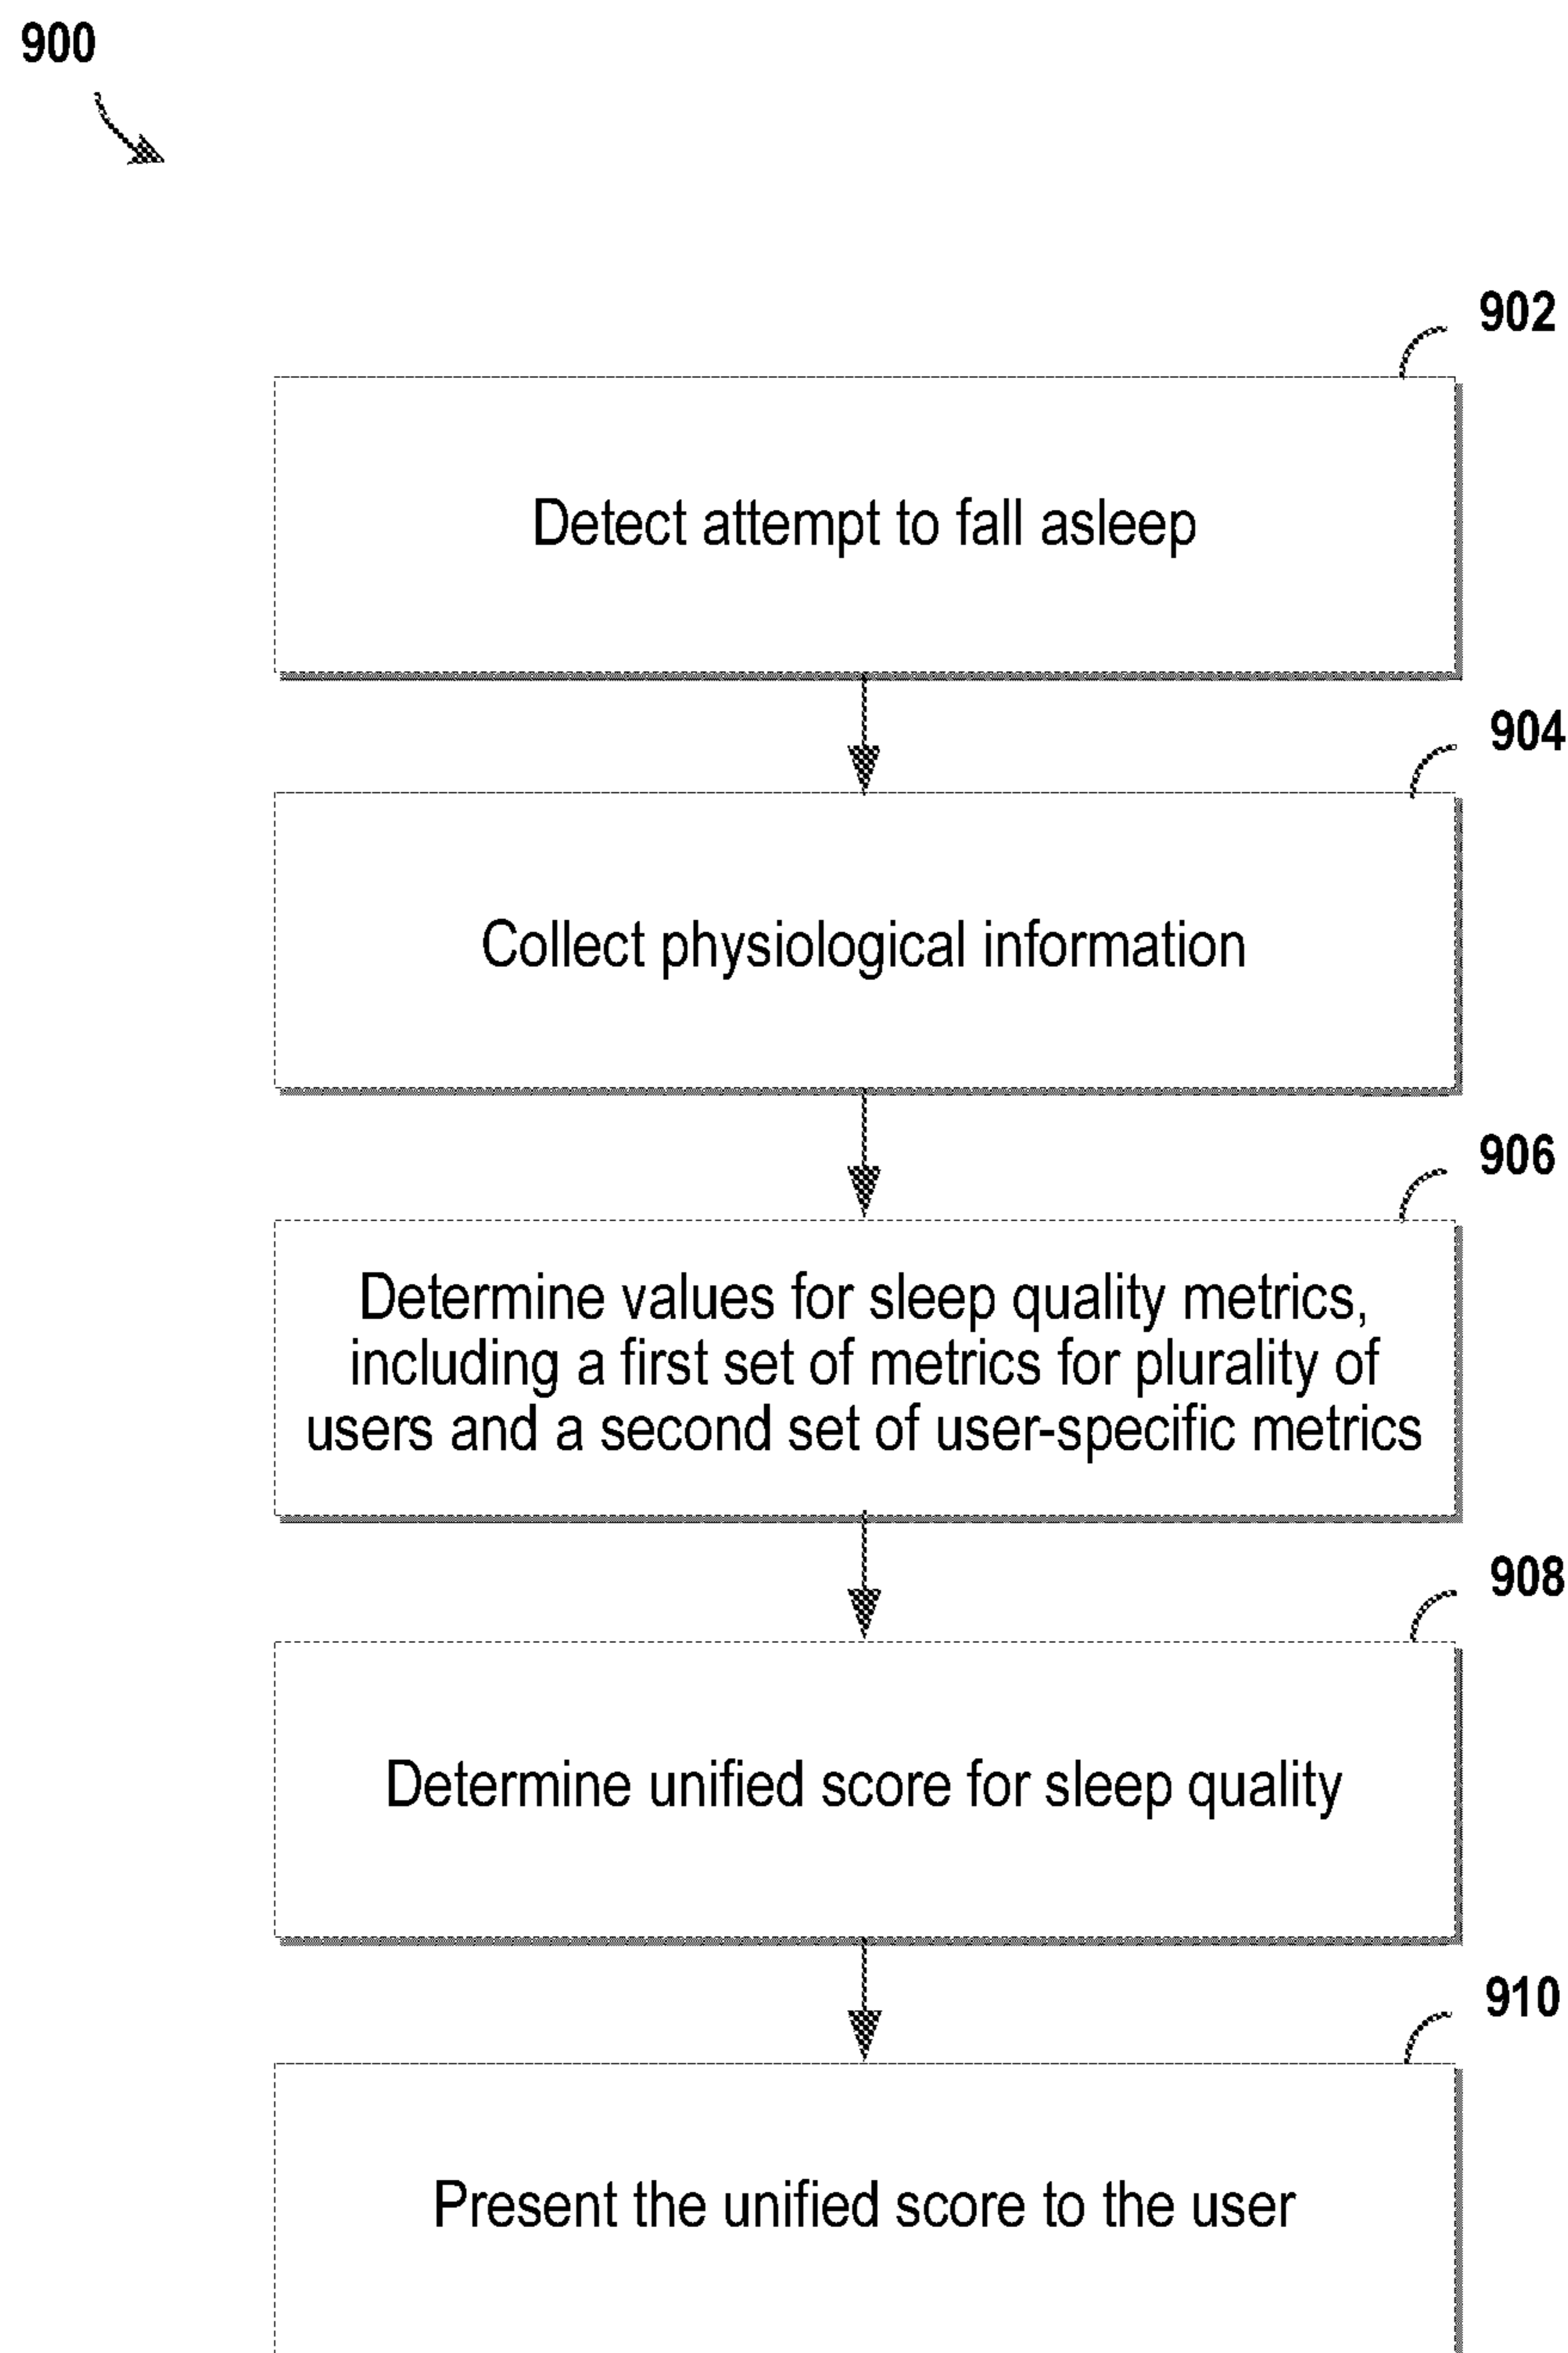 900
902
Detect attempt to fall asleep
904
Collect physiological information
906
Determine values for sleep quality metrics,
including a first set of metrics for plurality of
users and a second set of user-specific metrics
908
Determine unified score for sleep quality
910
Present the unified score to the user